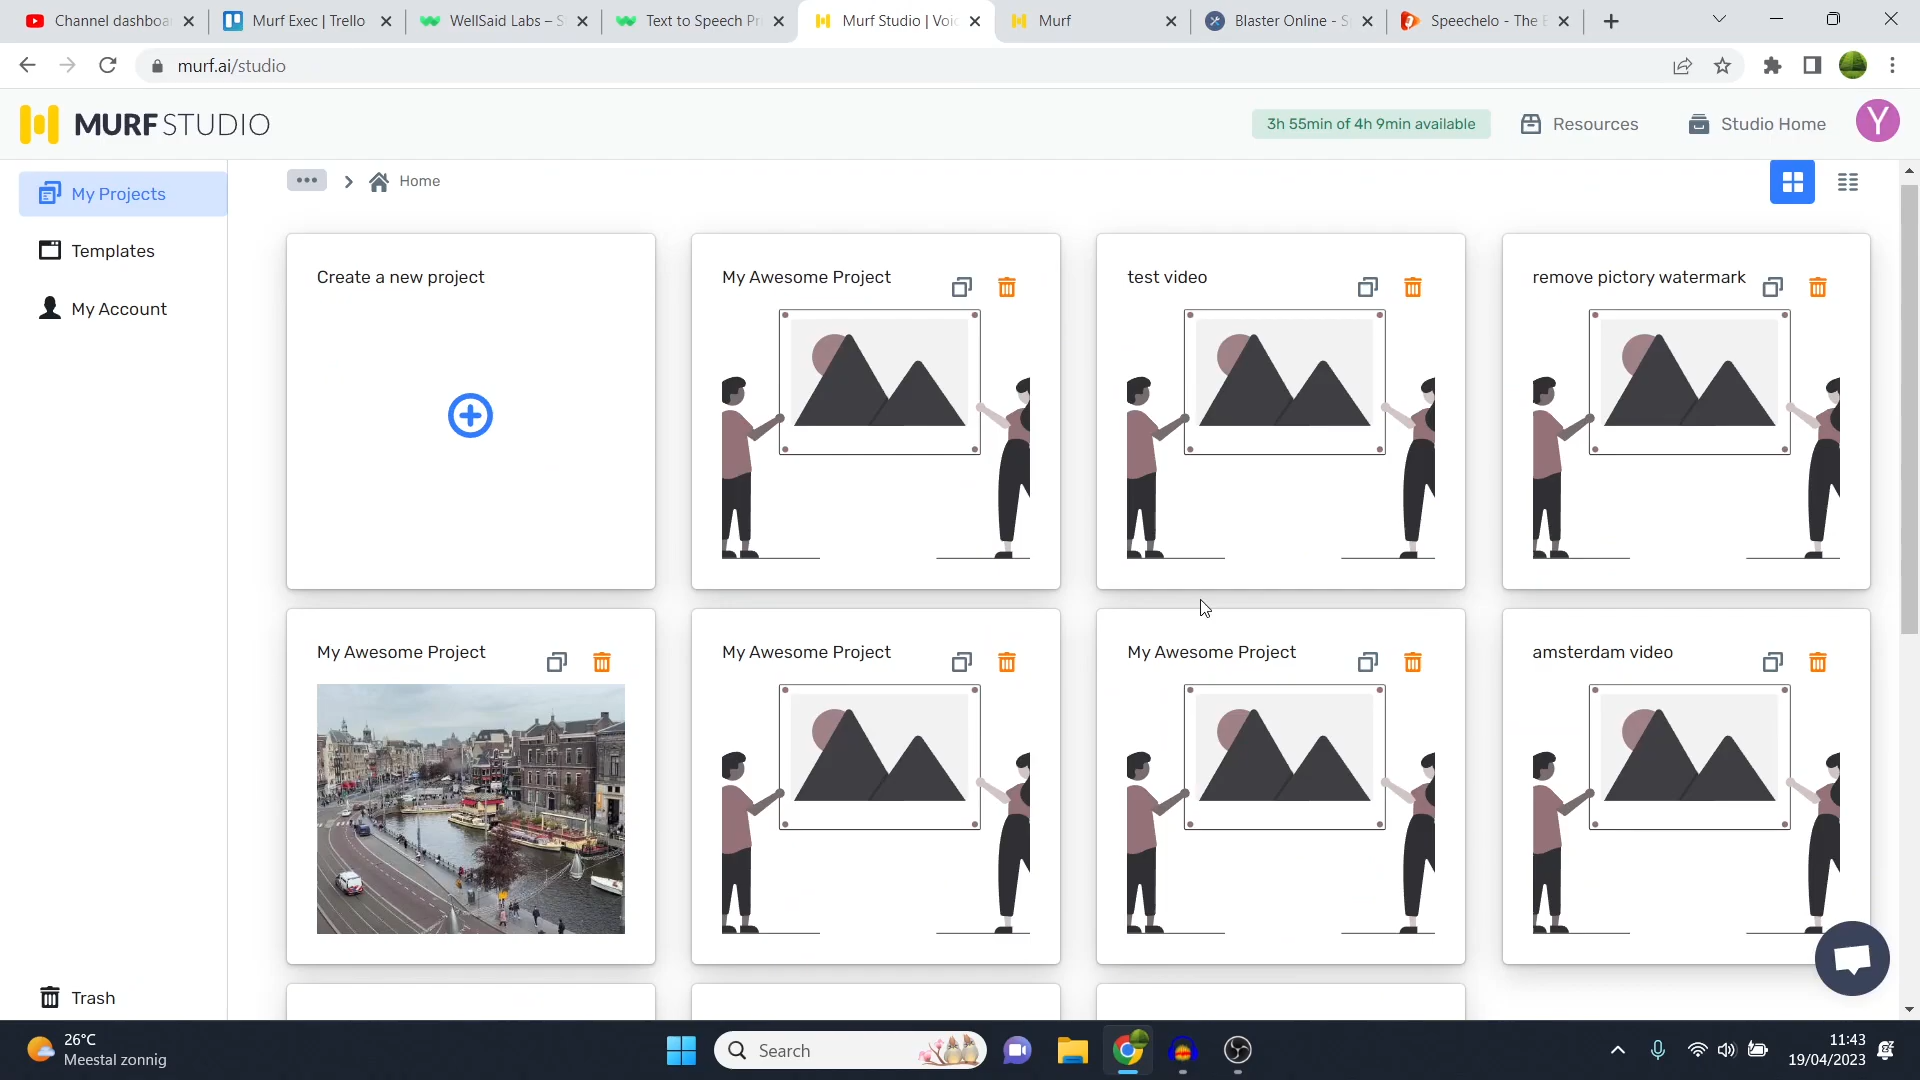 Channel dashboa
Murf Exec | Trello
WellSaid Labs – S
Text to Speech Pr
Murf Studio | Voic
Murf
Blaster Online - S
Speechelo - The B
murf.ai/studio
MURF STUDIO
3h 55min of 4h 9min available
Resources
Studio Home
Y
My Projects
Templates
My Account
Trash
Home
Create a new project
My Awesome Project
test video
remove pictory watermark
My Awesome Project
My Awesome Project
My Awesome Project
amsterdam video
26°C
Meestal zonnig
Search
11:43
19/04/2023